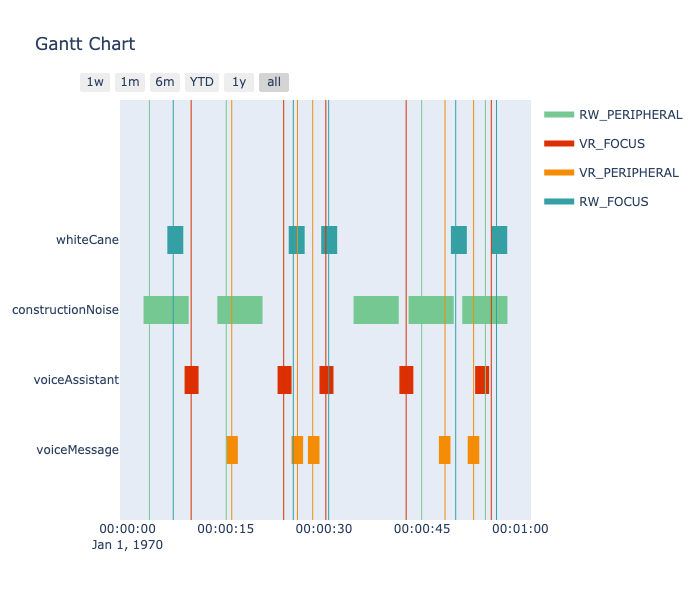 Gantt Chart
1w 1m 6m YTD 1y all
RW_PERIPHERAL
VR_FOCUS
VR_PERIPHERAL
RW_FOCUS
whiteCane
constructionNoise
voiceAssistant
voiceMessage
00:00:00 00:00:15 00:00:30 00:00:45 00:01:00
Jan 1, 1970